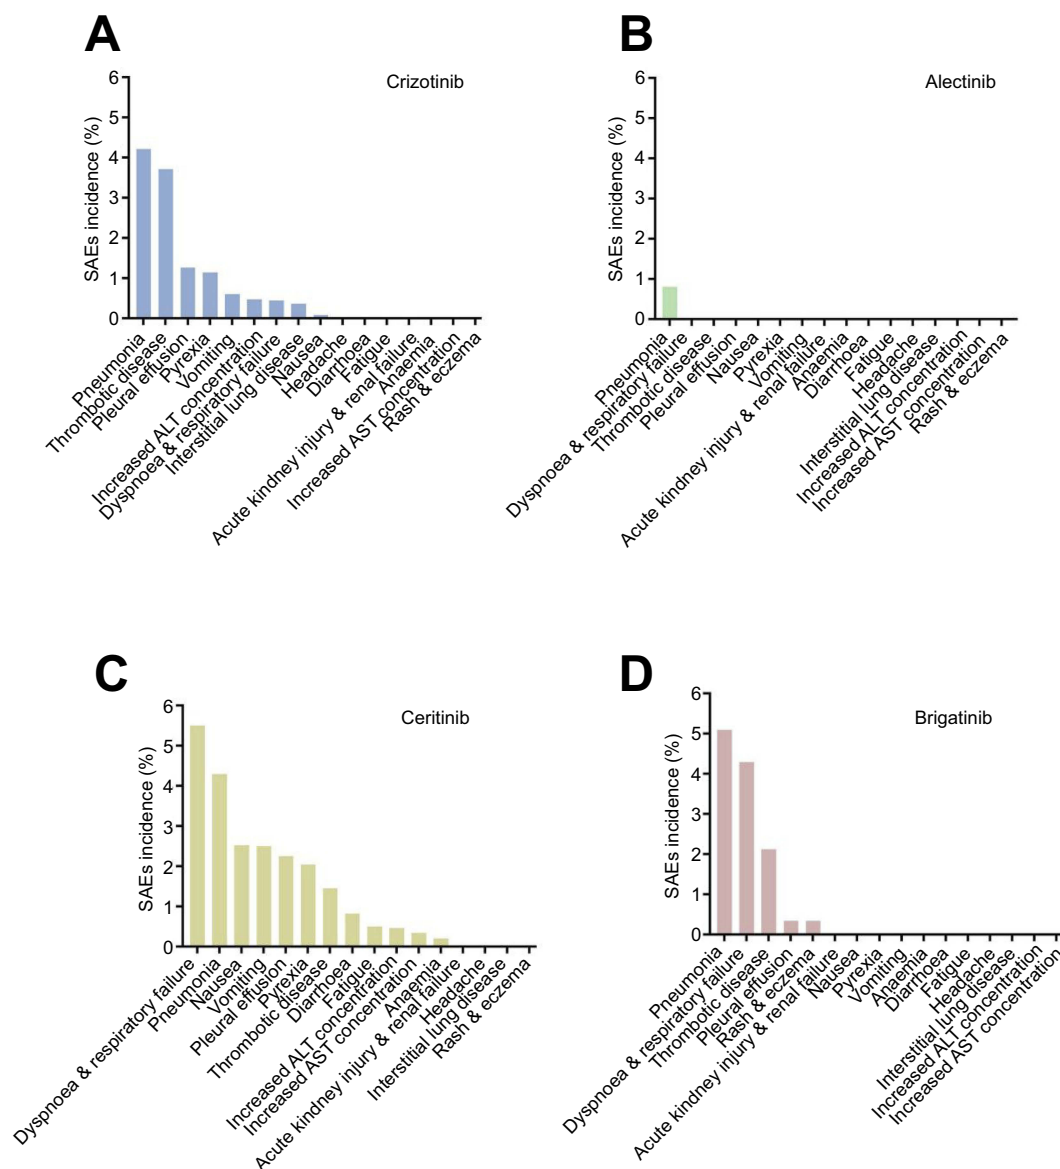 A
Crizotinib
SAEs incidence (%)
6
5
4
3
2
1
0
Pneumonia
Thrombotic disease
Pleural effusion
Pyrexia
Vomiting
Increased ALT concentration
Dyspnoea & respiratory failure
Interstitial lung disease
Nausea
Headache
Diarrhoea
Fatigue
Acute kindney injury & renal failure
Anaemia
Increased AST concentration
Rash & eczema
B
Alectinib
SAEs incidence (%)
6
5
4
3
2
1
0
Pneumonia
Dyspnoea & respiratory failure
Thrombotic disease
Pleural effusion
Nausea
Pyrexia
Vomiting
Acute kindney injury & renal failure
Anaemia
Diarrhoea
Fatigue
Headache
Interstitial lung disease
Increased ALT concentration
Increased AST concentration
Rash & eczema
C
Ceritinib
SAEs incidence (%)
6
5
4
3
2
1
0
Dyspnoea & respiratory failure
Pneumonia
Nausea
Vomiting
Pleural effusion
Pyrexia
Thrombotic disease
Diarrhoea
Fatigue
Increased ALT concentration
Increased AST concentration
Anaemia
Acute kindney injury & renal failure
Headache
Interstitial lung disease
Rash & eczema
D
Brigatinib
SAEs incidence (%)
6
5
4
3
2
1
0
Pneumonia
Dyspnoea & respiratory failure
Thrombotic disease
Pleural effusion
Rash & eczema
Acute kindney injury & renal failure
Nausea
Pyrexia
Vomiting
Anaemia
Diarrhoea
Fatigue
Headache
Interstitial lung disease
Increased ALT concentration
Increased AST concentration